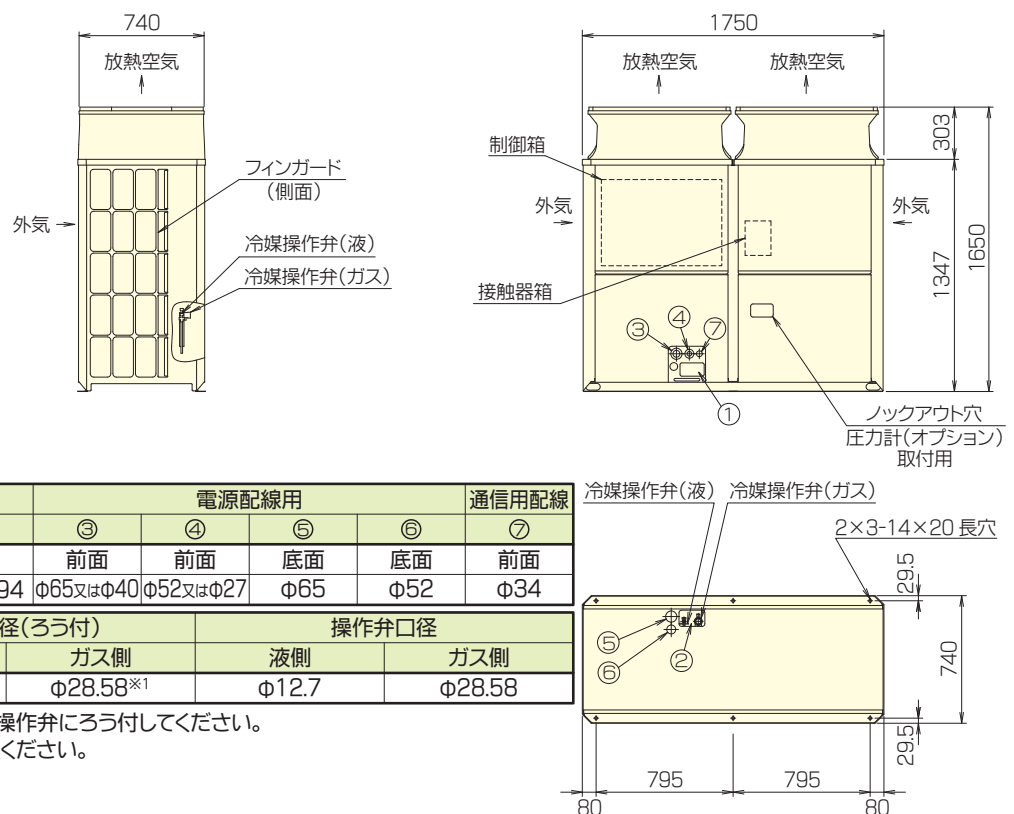 740
放熱空気
フィンガード
(側面)
外気
冷媒操作弁(液)
冷媒操作弁(ガス)
1750
放熱空気 放熱空気
制御箱
303
外気 外気
1347
1650
接触器箱
③ ④ ⑦
①
ノックアウト穴
圧力計(オプション)
取付用
電源配線用 通信用配線
③ ④ ⑤ ⑥ ⑦
前面 前面 底面 底面 前面
94 Φ65又はΦ40 Φ52又はΦ27 Φ65 Φ52 Φ34
径(ろう付) 操作弁口径
ガス側 液側 ガス側
Φ28.58※1 Φ12.7 Φ28.58
操作弁にろう付してください。
ください。
冷媒操作弁(液) 冷媒操作弁(ガス)
2×3-14×20 長穴
29.5
⑤
⑥ ②
740
29.5
795 795
80 80